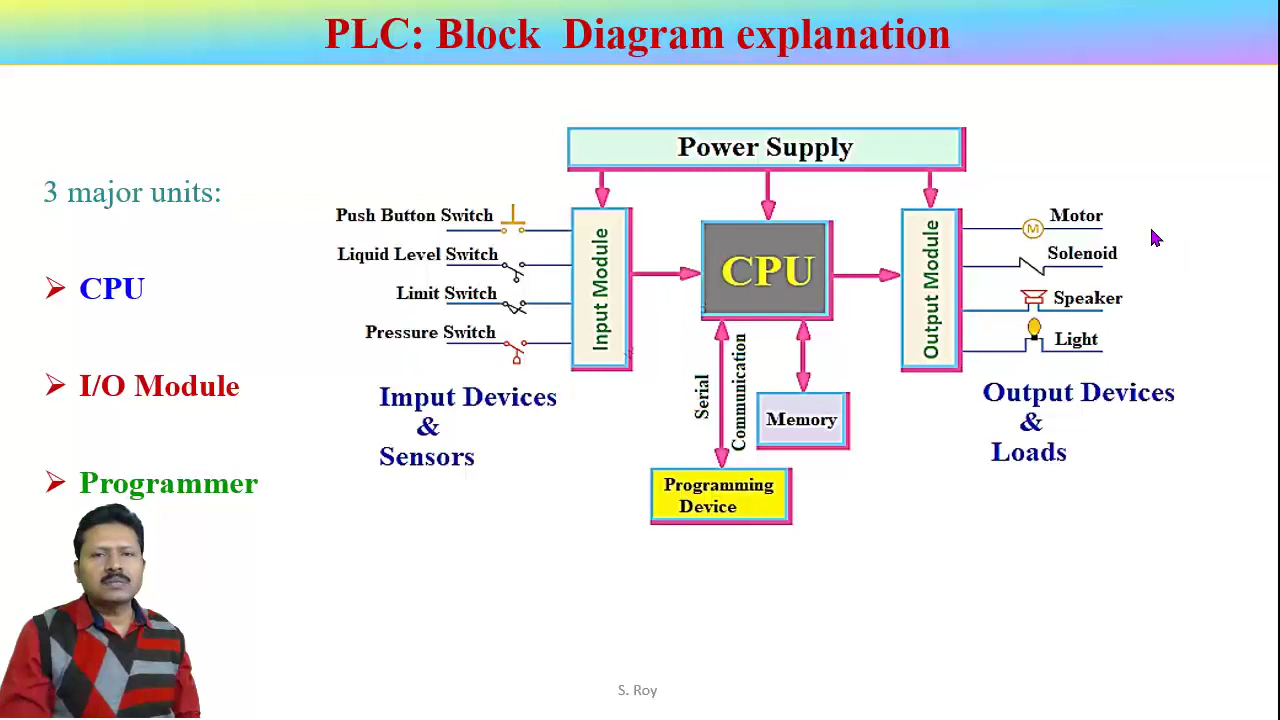 PLC: Block Diagram explanation
3 major units:
CPU
I/O Module
Programmer
Power Supply
Push Button Switch
Liquid Level Switch
Limit Switch
Pressure Switch
Input Module
CPU
Output Module
Motor
M
Solenoid
Speaker
Light
Imput Devices
&
Sensors
Serial
Communication
Memory
Programming
Device
Output Devices
&
Loads
S. Roy